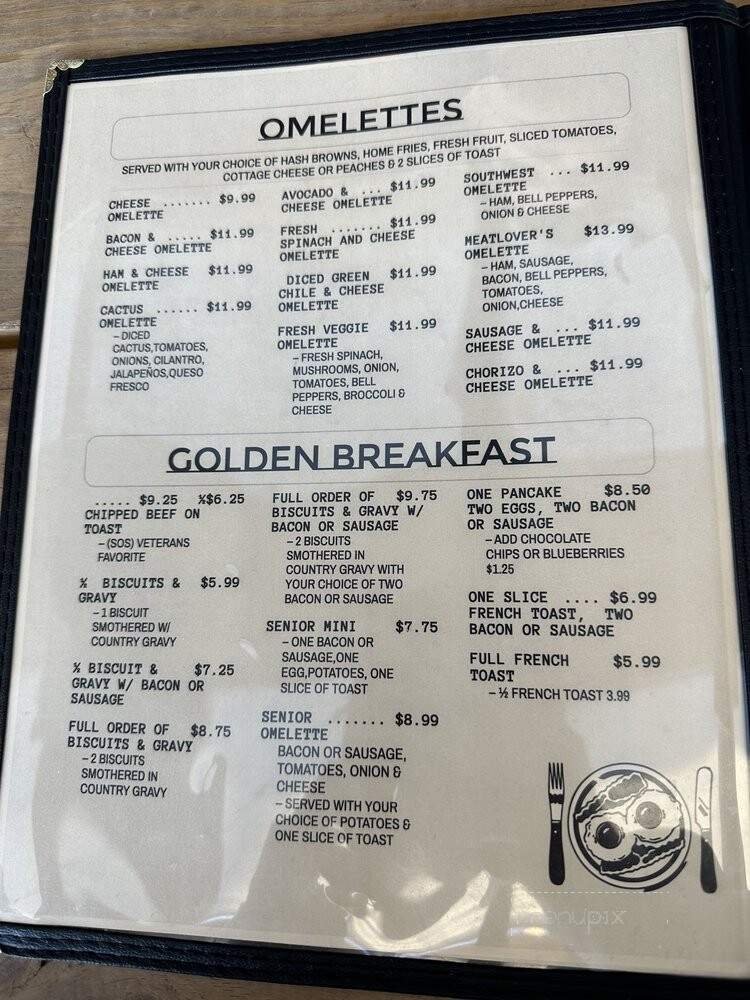 OMELETTES
SERVED WITH YOUR CHOICE OF HASH BROWNS, HOME FRIES, FRESH FRUIT, SLICED TOMATOES,
COTTAGE CHEESE OR PEACHES & 2 SLICES OF TOAST
CHEESE ....... $9.99
OMELETTE
BACON & ..... $11.99
CHEESE OMELETTE
HAM & CHEESE $11.99
OMELETTE
CACTUS ...... $11.99
OMELETTE
– DICED
CACTUS,TOMATOES,
ONIONS, CILANTRO,
JALAPEÑOS,QUESO
FRESCO
AVOCADO & ... $11.99
CHEESE OMELETTE
FRESH ....... $11.99
SPINACH AND CHEESE
OMELETTE
DICED GREEN $11.99
CHILE & CHEESE
OMELETTE
FRESH VEGGIE $11.99
OMELETTE
– FRESH SPINACH,
MUSHROOMS, ONION,
TOMATOES, BELL
PEPPERS, BROCCOLI &
CHEESE
SOUTHWEST ... $11.99
OMELETTE
– HAM, BELL PEPPERS,
ONION & CHEESE
MEATLOVER'S $13.99
OMELETTE
– HAM, SAUSAGE,
BACON, BELL PEPPERS,
TOMATOES,
ONION,CHEESE
SAUSAGE & ... $11.99
CHEESE OMELETTE
CHORIZO & ... $11.99
CHEESE OMELETTE
GOLDEN BREAKFAST
..... $9.25 ½$6.25
CHIPPED BEEF ON
TOAST
– (SOS) VETERANS
FAVORITE
½ BISCUITS & $5.99
GRAVY
– 1 BISCUIT
SMOTHERED W/
COUNTRY GRAVY
½ BISCUIT & $7.25
GRAVY W/ BACON OR
SAUSAGE
FULL ORDER OF $8.75
BISCUITS & GRAVY
– 2 BISCUITS
SMOTHERED IN
COUNTRY GRAVY
FULL ORDER OF $9.75
BISCUITS & GRAVY W/
BACON OR SAUSAGE
– 2 BISCUITS
SMOTHERED IN
COUNTRY GRAVY WITH
YOUR CHOICE OF TWO
BACON OR SAUSAGE
SENIOR MINI $7.75
– ONE BACON OR
SAUSAGE,ONE
EGG,POTATOES, ONE
SLICE OF TOAST
SENIOR ....... $8.99
OMELETTE
BACON OR SAUSAGE,
TOMATOES, ONION &
CHEESE
– SERVED WITH YOUR
CHOICE OF POTATOES &
ONE SLICE OF TOAST
ONE PANCAKE $8.50
TWO EGGS, TWO BACON
OR SAUSAGE
– ADD CHOCOLATE
CHIPS OR BLUEBERRIES
$1.25
ONE SLICE .... $6.99
FRENCH TOAST, TWO
BACON OR SAUSAGE
FULL FRENCH $5.99
TOAST
– ½ FRENCH TOAST 3.99